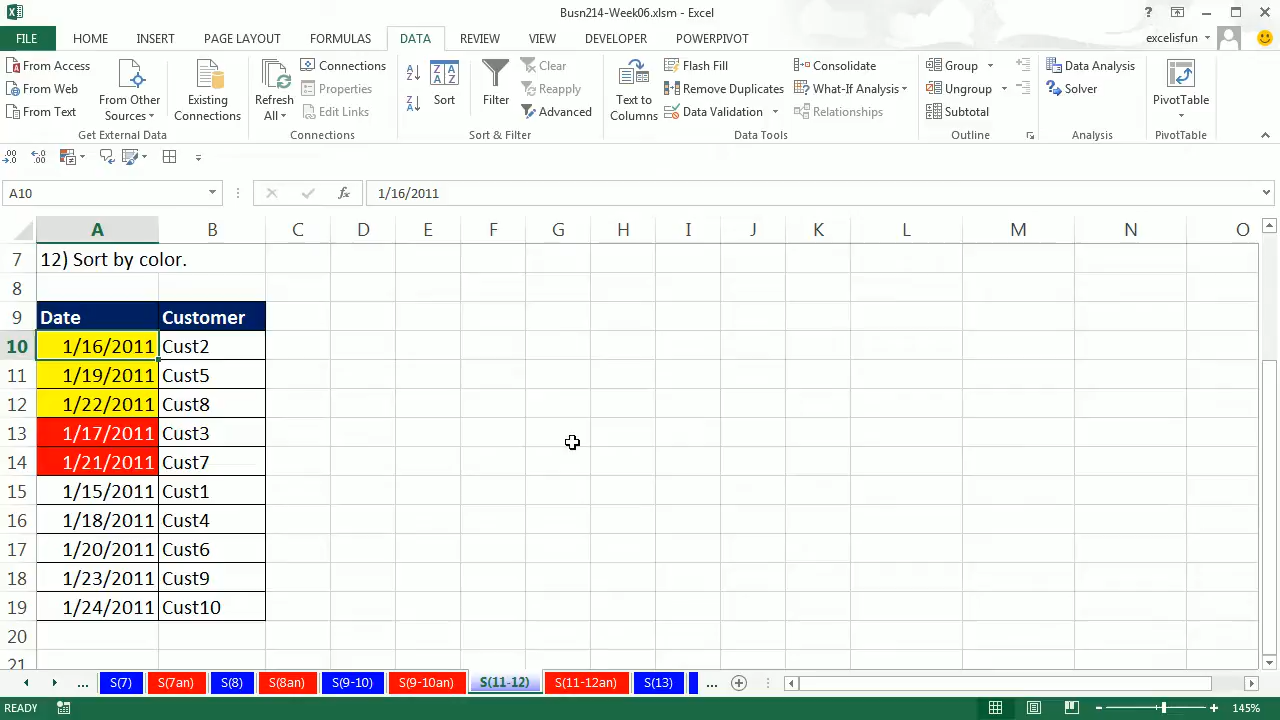 Busn214-Week06.xlsm - Excel
FILE HOME INSERT PAGE LAYOUT FORMULAS DATA REVIEW VIEW DEVELOPER POWERPIVOT excelisfun
From Access
From Web
From Text
From Other Sources
Existing Connections
Get External Data
Refresh All
Connections
Properties
Edit Links
Connections
Sort
Filter
Clear
Reapply
Advanced
Sort & Filter
Text to Columns
Flash Fill
Remove Duplicates
Data Validation
Consolidate
What-If Analysis
Relationships
Data Tools
Group
Ungroup
Subtotal
Outline
Data Analysis
Solver
Analysis
PivotTable
PivotTable
A10 fx 1/16/2011
A B C D E F G H I J K L M N O
7 12) Sort by color.
8
9 Date Customer
10 1/16/2011 Cust2
11 1/19/2011 Cust5
12 1/22/2011 Cust8
13 1/17/2011 Cust3
14 1/21/2011 Cust7
15 1/15/2011 Cust1
16 1/18/2011 Cust4
17 1/20/2011 Cust6
18 1/23/2011 Cust9
19 1/24/2011 Cust10
20
21
... S(7) S(7an) S(8) S(8an) S(9-10) S(9-10an) S(11-12) S(11-12an) S(13) ...
READY 145%